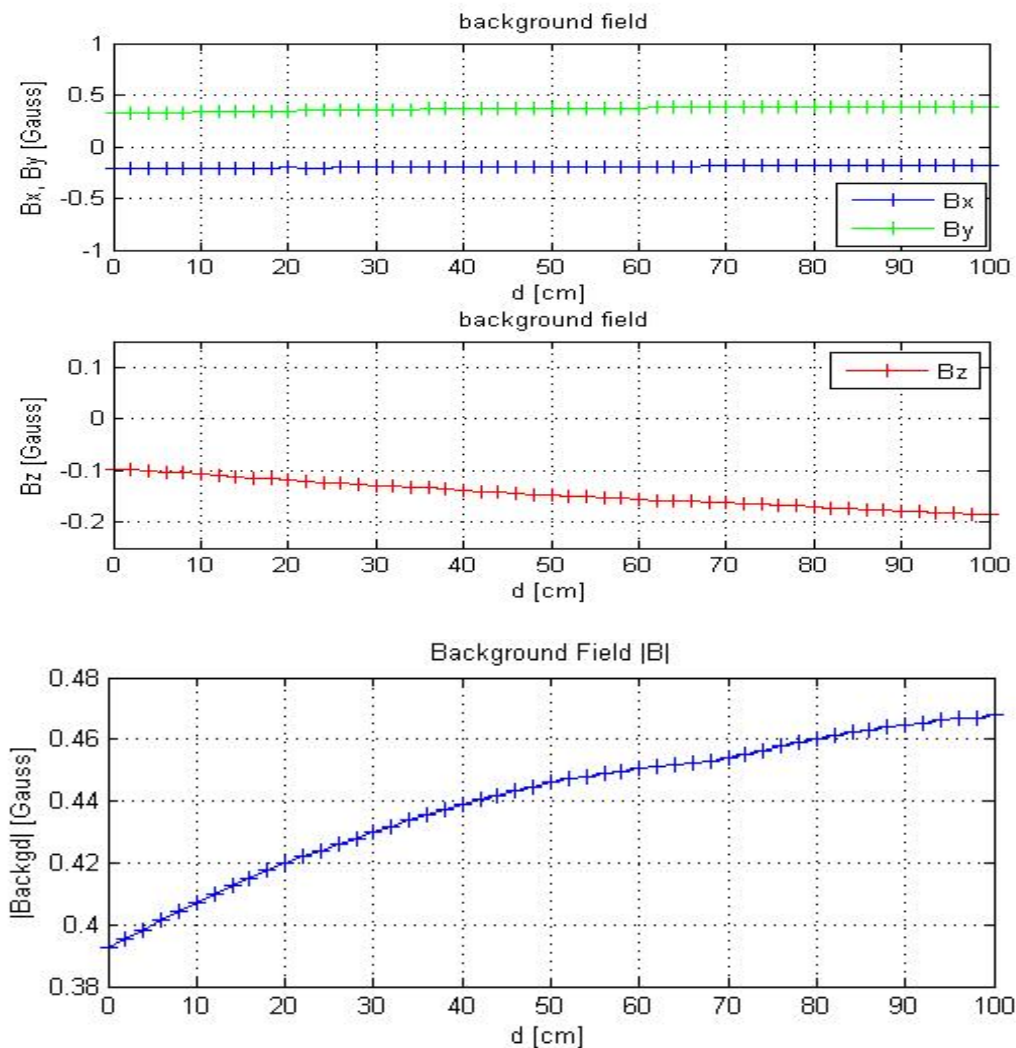 background field
1
0.5
0
-0.5
-1
Bx, By [Gauss]
Bx
By
0 10 20 30 40 50 60 70 80 90 100
d [cm]
background field
0.1
0
-0.1
-0.2
Bz [Gauss]
Bz
0 10 20 30 40 50 60 70 80 90 100
d [cm]
Background Field |B|
0.48
0.46
0.44
0.42
0.4
0.38
|Backgd| [Gauss]
0 10 20 30 40 50 60 70 80 90 100
d [cm]